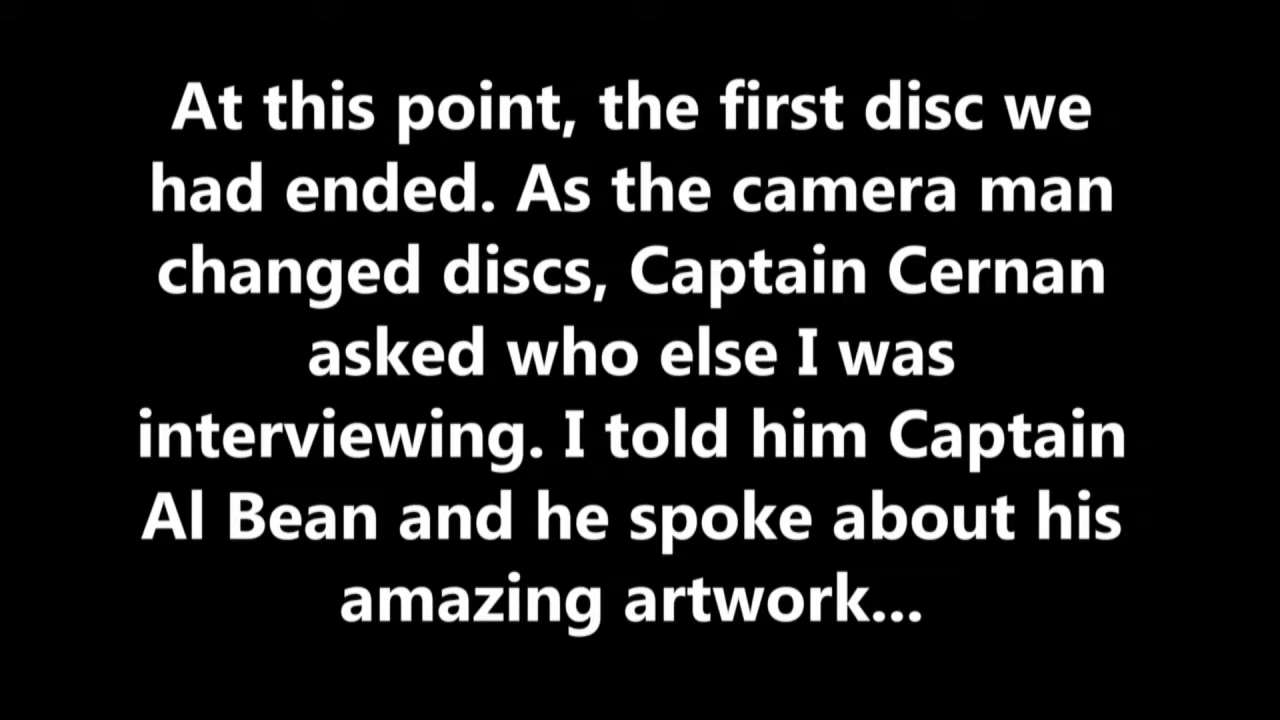 At this point, the first disc we
had ended. As the camera man
changed discs, Captain Cernan
asked who else I was
interviewing. I told him Captain
Al Bean and he spoke about his
amazing artwork...